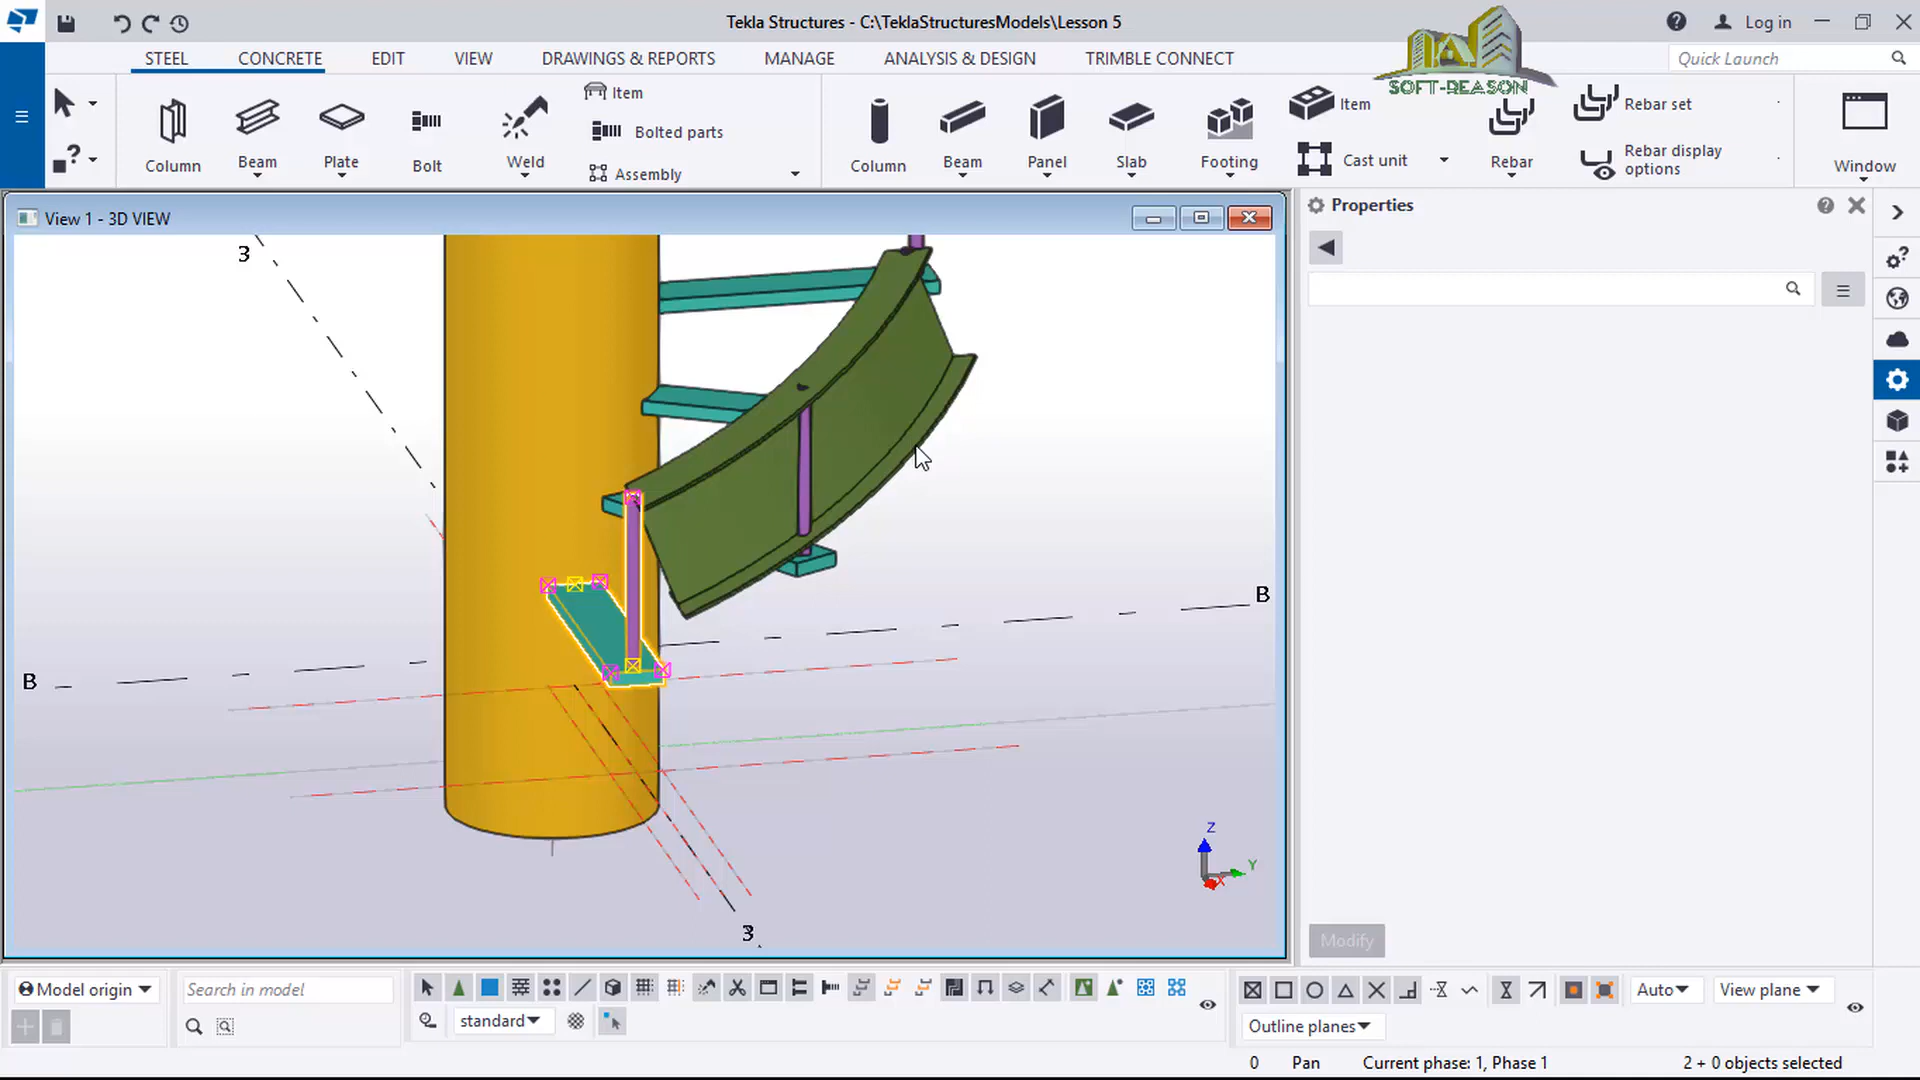 Tekla Structures - C:\TeklaStructuresModels\Lesson 5
Log in
STEEL
CONCRETE
EDIT
VIEW
DRAWINGS & REPORTS
MANAGE
ANALYSIS & DESIGN
TRIMBLE CONNECT
Quick Launch
SOFT-REASON
Column
Beam
Plate
Bolt
Weld
Item
Bolted parts
Assembly
Column
Beam
Panel
Slab
Footing
Item
Cast unit
Rebar
Rebar set
Rebar display options
Window
View 1 - 3D VIEW
Properties
3
B
B
3
Z
Y
X
Modify
Model origin
Search in model
standard
Auto
View plane
Outline planes
0
Pan
Current phase: 1, Phase 1
2 + 0 objects selected